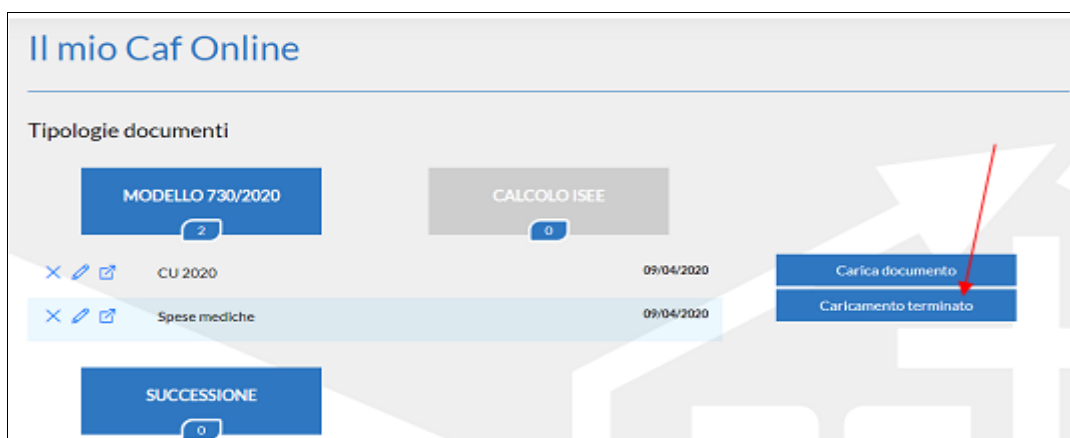 Il mio Caf Online
Tipologie documenti
MODELLO 730/2020
2
CALCOLO ISEE
0
CU 2020
09/04/2020
Carica documento
Spese mediche
09/04/2020
Caricamento terminato
SUCCESSIONE
0